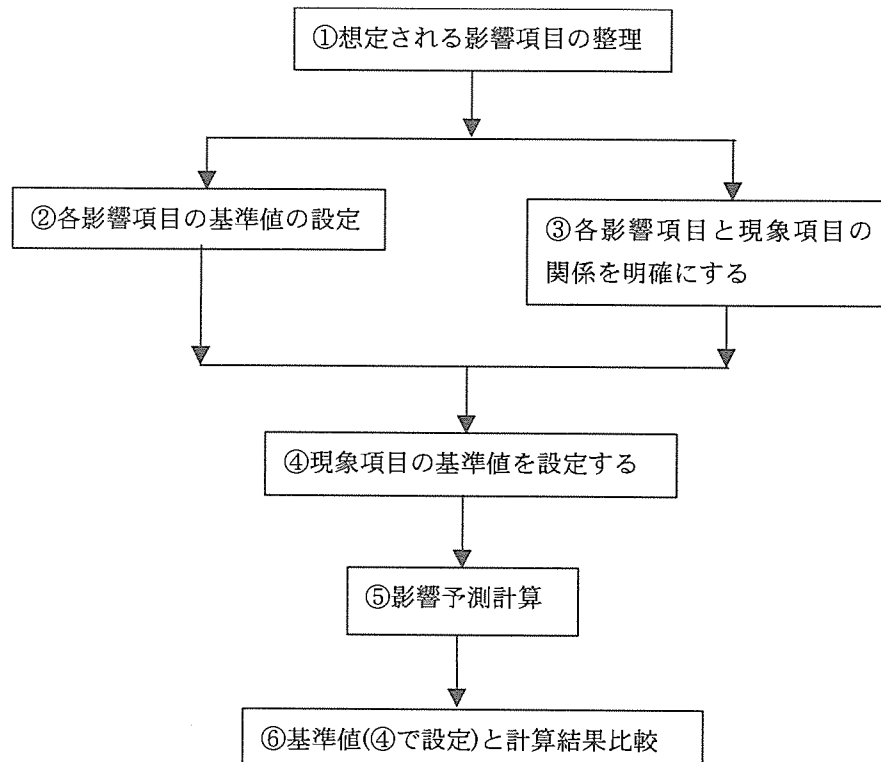 ①想定される影響項目の整理
②各影響項目の基準値の設定
③各影響項目と現象項目の
関係を明確にする
④現象項目の基準値を設定する
⑤影響予測計算
⑥基準値(④で設定)と計算結果比較